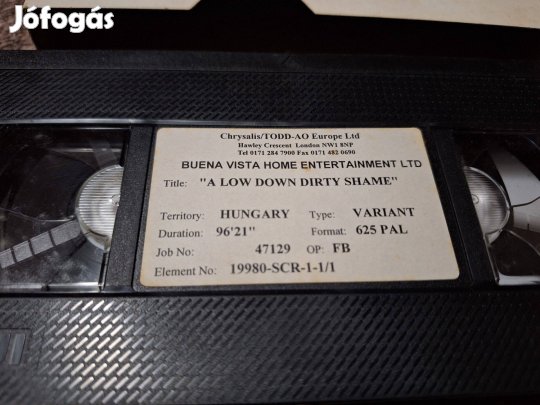 Jófogás
Chrysalis/TODD-AO Europe Ltd
Hawley Crescent London NW1 8NP
Tel 0171 284 7900 Fax 0171 482 0690
BUENA VISTA HOME ENTERTAINMENT LTD
Title: "A LOW DOWN DIRTY SHAME"
Territory: HUNGARY Type: VARIANT
Duration: 96'21" Format: 625 PAL
Job No: 47129 OP: FB
Element No: 19980-SCR-1-1/1